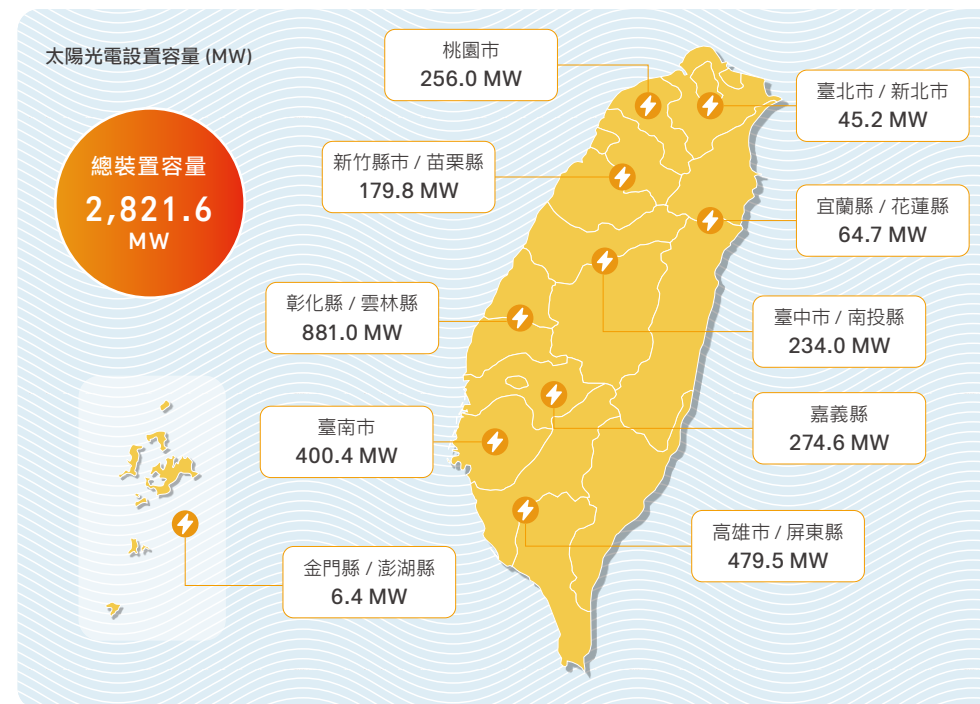 太陽光電設置容量 (MW)
總裝置容量
2,821.6
MW
桃園市
256.0 MW
臺北市 / 新北市
45.2 MW
新竹縣市 / 苗栗縣
179.8 MW
宜蘭縣 / 花蓮縣
64.7 MW
彰化縣 / 雲林縣
881.0 MW
臺中市 / 南投縣
234.0 MW
臺南市
400.4 MW
嘉義縣
274.6 MW
高雄市 / 屏東縣
479.5 MW
金門縣 / 澎湖縣
6.4 MW